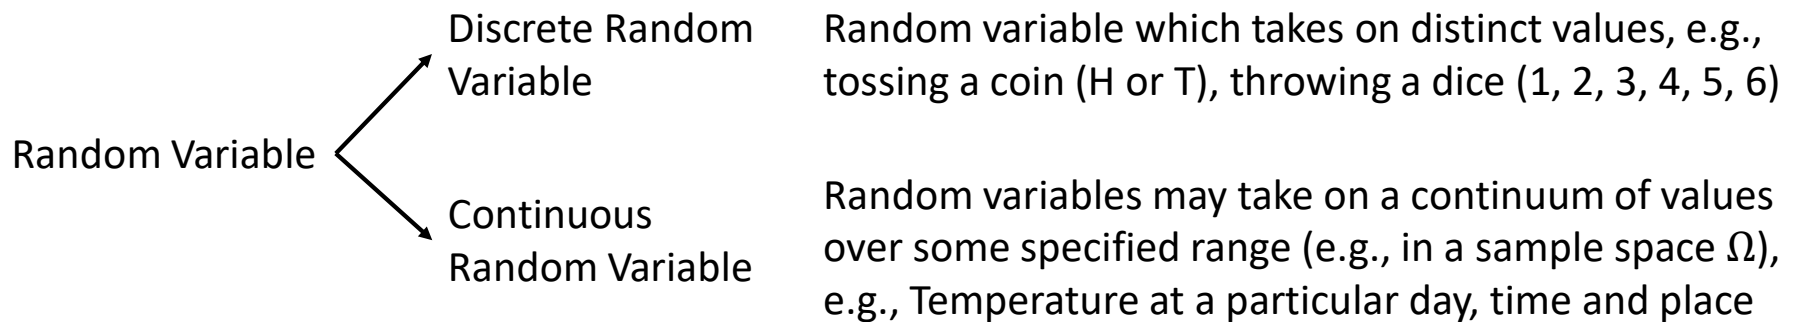 Random Variable
Discrete Random
Variable
Random variable which takes on distinct values, e.g.,
tossing a coin (H or T), throwing a dice (1, 2, 3, 4, 5, 6)
Continuous
Random Variable
Random variables may take on a continuum of values
over some specified range (e.g., in a sample space Ω),
e.g., Temperature at a particular day, time and place